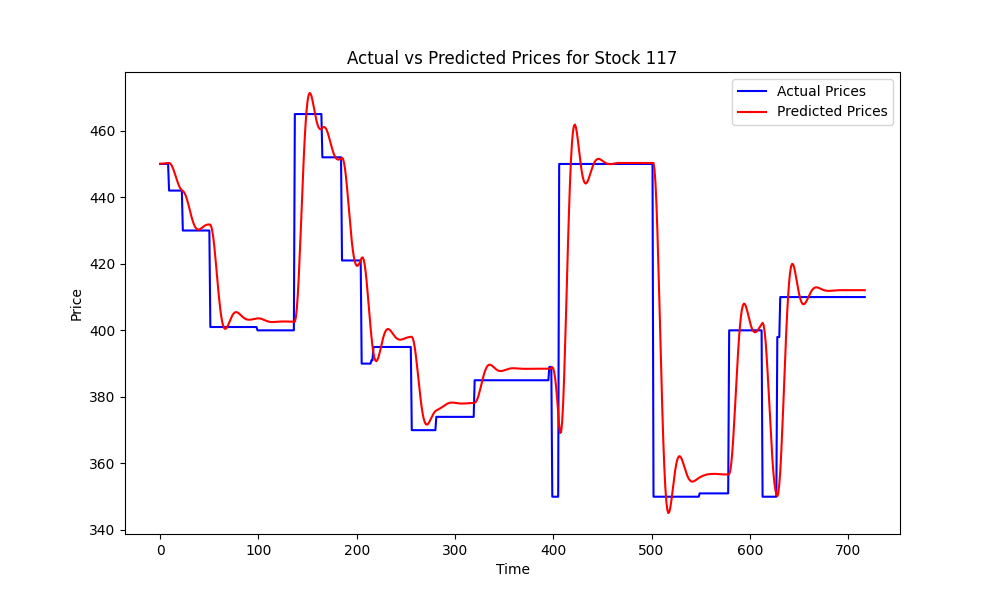 Actual vs Predicted Prices for Stock 117
Actual Prices
Predicted Prices
Price
460
440
420
400
380
360
340
0 100 200 300 400 500 600 700
Time